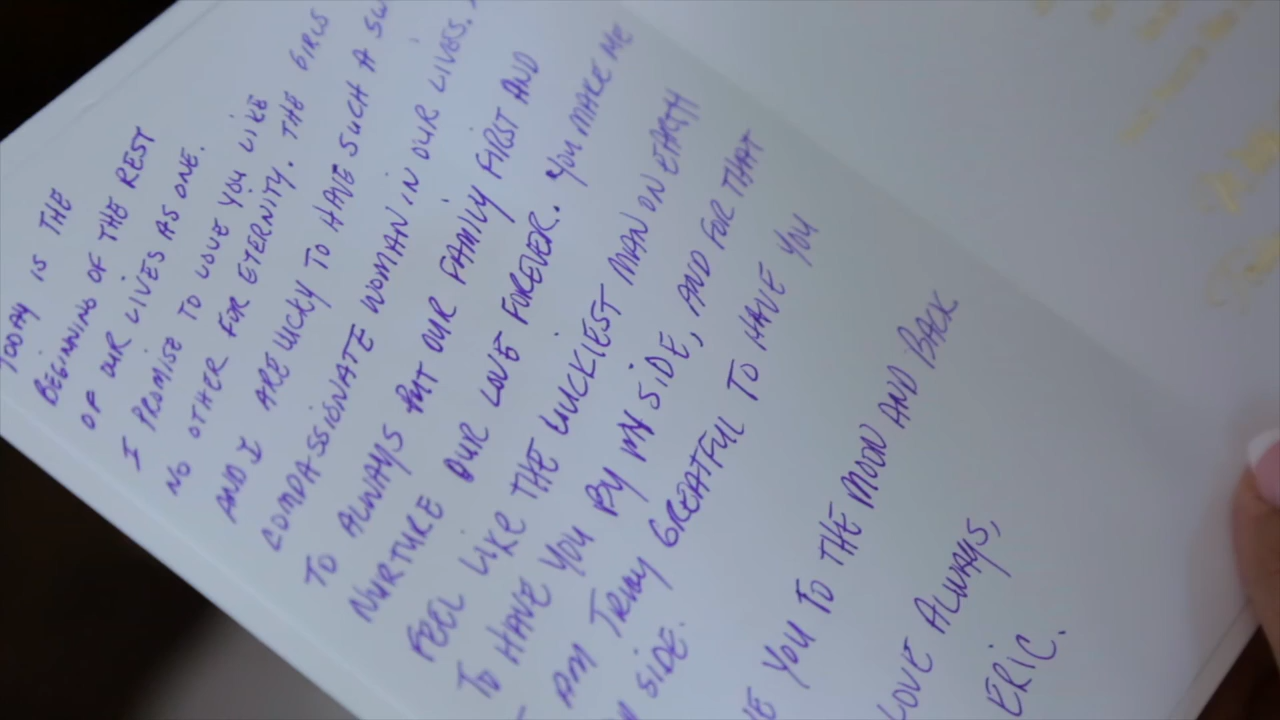 TODAY IS THE
BEGINNING OF THE REST
OF OUR LIVES AS ONE.
I PROMISE TO LOVE YOU LIKE
NO OTHER FOR ETERNITY. THE GIRLS
AND I ARE LUCKY TO HAVE SUCH A
COMPASSIONATE WOMAN IN OUR LIVES.
TO ALWAYS PUT OUR FAMILY FIRST AND
NURTURE OUR LOVE FOREVER. YOU MAKE ME
FEEL LIKE THE LUCKIEST MAN ON EARTH
TO HAVE YOU BY MY SIDE, AND FOR THAT
AM TRULY GREATFUL TO HAVE YOU
SIDE.
YOU TO THE MOON AND BACK
LOVE ALWAYS,
ERIC.